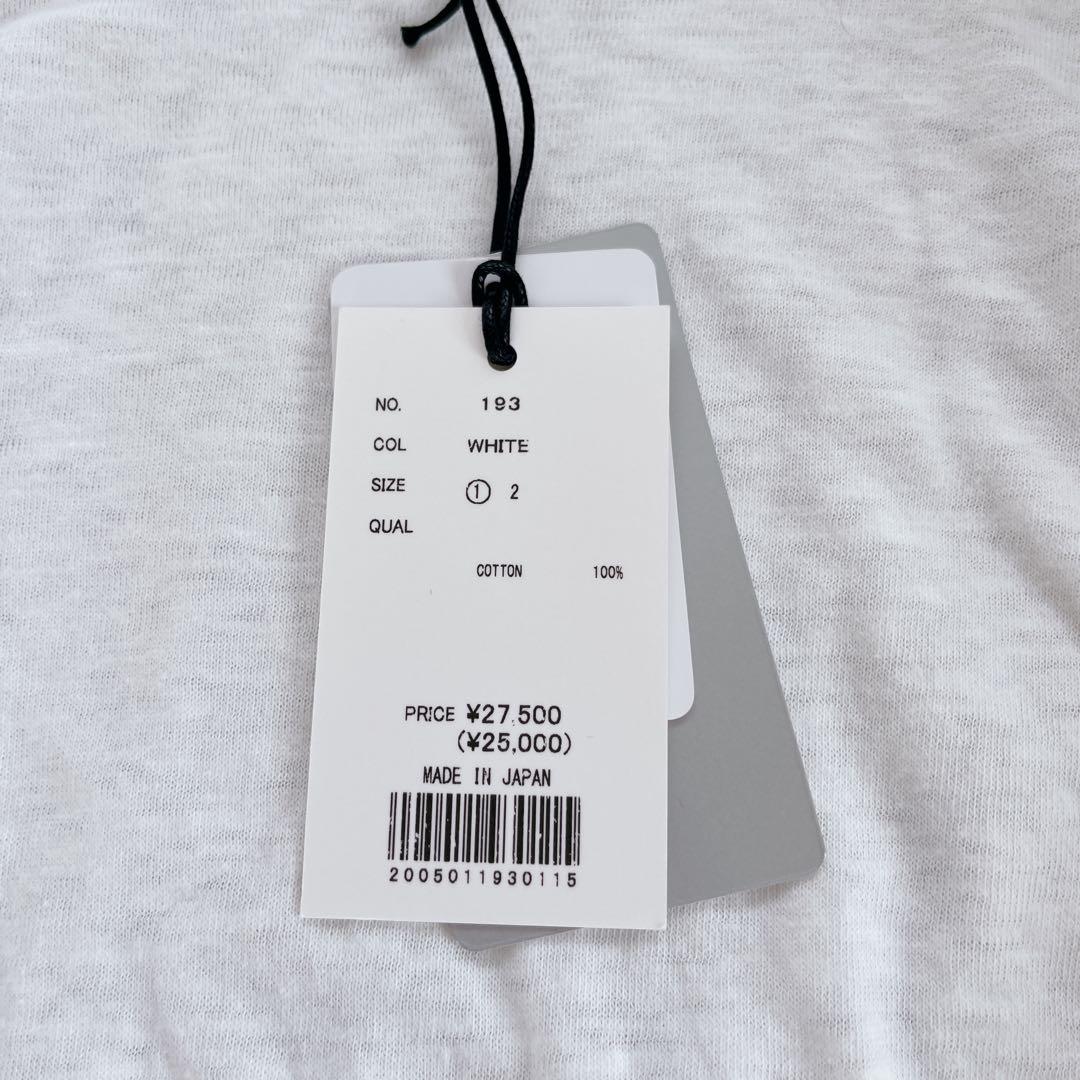 NO. 193
COL WHITE
SIZE ① 2
QUAL
COTTON 100%
PRICE ¥27,500
(¥25,000)
MADE IN JAPAN
2005011930115